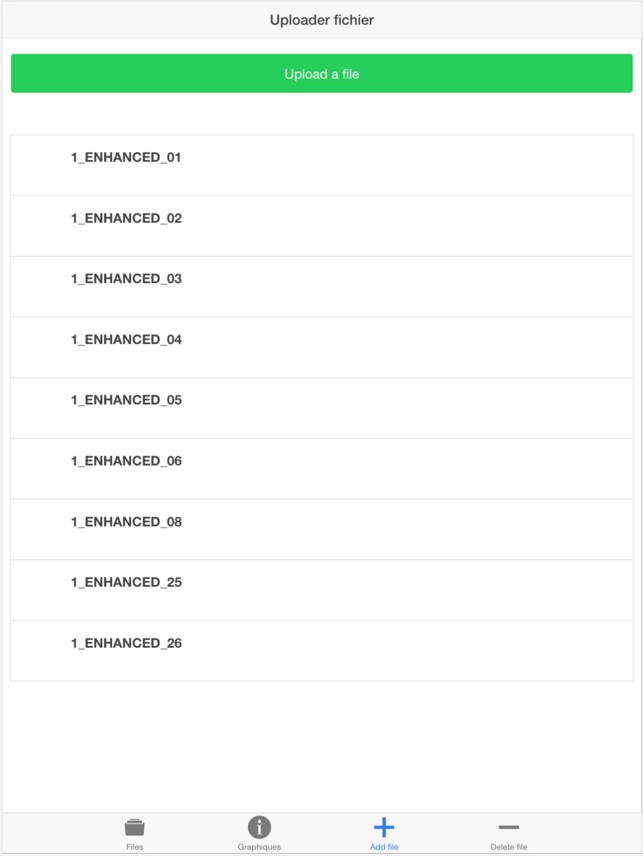 Uploader fichier
Upload a file
1_ENHANCED_01
1_ENHANCED_02
1_ENHANCED_03
1_ENHANCED_04
1_ENHANCED_05
1_ENHANCED_06
1_ENHANCED_08
1_ENHANCED_25
1_ENHANCED_26
Files
Graphiques
Add file
Delete file